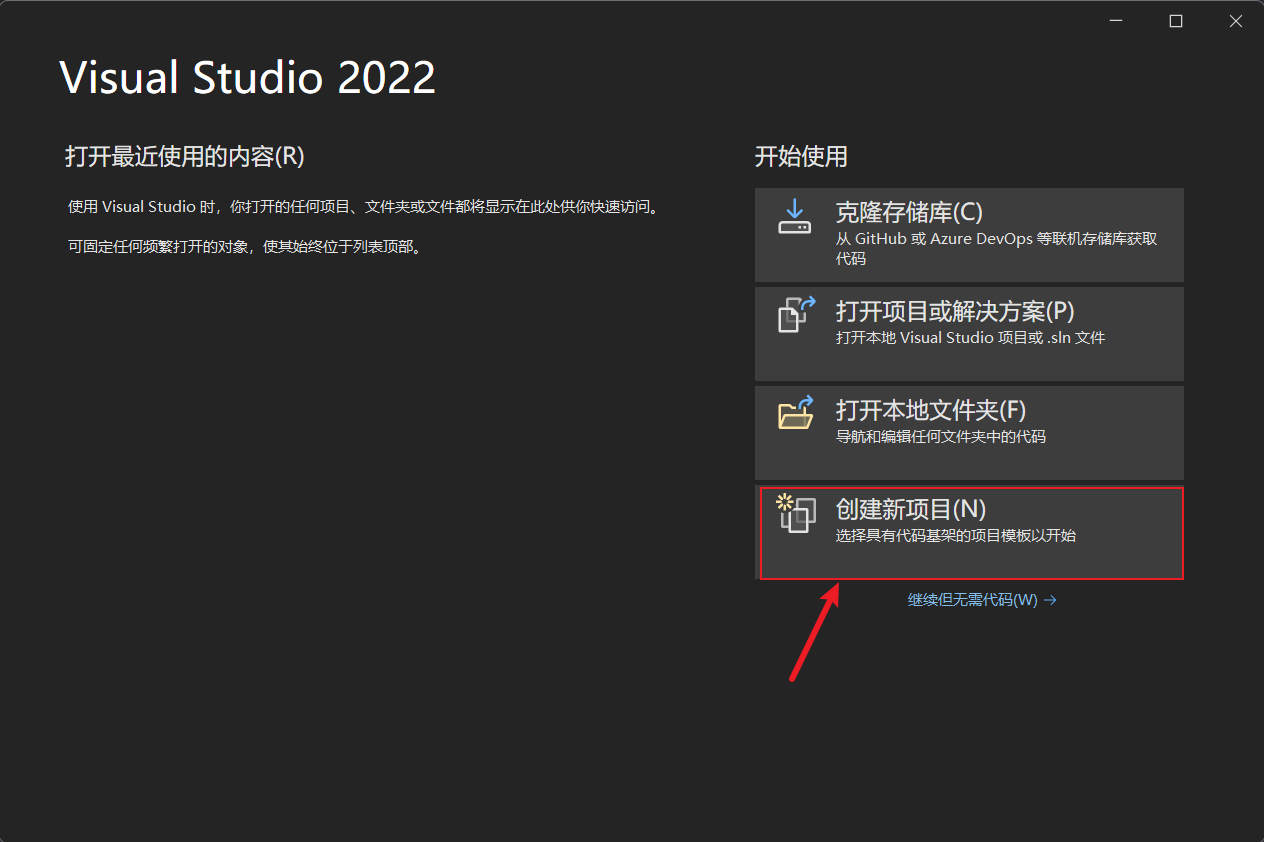 Visual Studio 2022
打开最近使用的内容(R)
使用 Visual Studio 时，你打开的任何项目、文件夹或文件都将显示在此处供你快速访问。
可固定任何频繁打开的对象，使其始终位于列表顶部。
开始使用
克隆存储库(C)
从 GitHub 或 Azure DevOps 等联机存储库获取
代码
打开项目或解决方案(P)
打开本地 Visual Studio 项目或 .sln 文件
打开本地文件夹(F)
导航和编辑任何文件夹中的代码
创建新项目(N)
选择具有代码基架的项目模板以开始
继续但无需代码(W) →